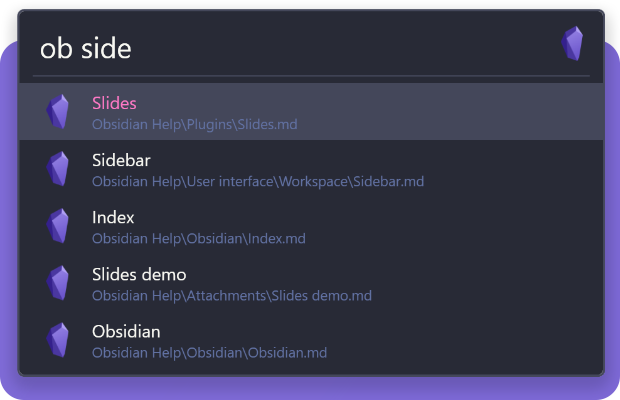 ob side
Slides
Obsidian Help\Plugins\Slides.md
Sidebar
Obsidian Help\User interface\Workspace\Sidebar.md
Index
Obsidian Help\Obsidian\Index.md
Slides demo
Obsidian Help\Attachments\Slides demo.md
Obsidian
Obsidian Help\Obsidian\Obsidian.md